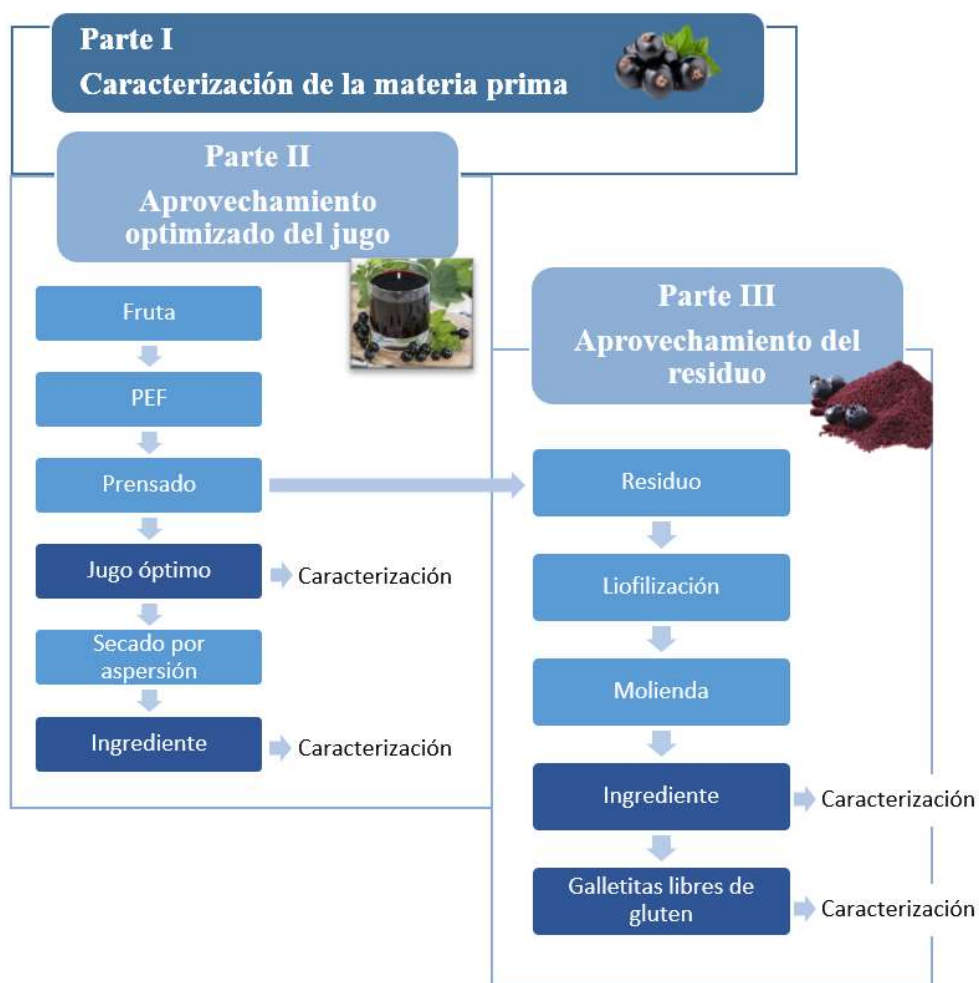 Parte I
Caracterización de la materia prima
Parte II
Aprovechamiento
optimizado del jugo
Fruta
PEF
Prensado
Jugo óptimo
Caracterización
Secado por
aspersión
Ingrediente
Caracterización
Parte III
Aprovechamiento del
residuo
Residuo
Liofilización
Molienda
Ingrediente
Caracterización
Galletitas libres de
gluten
Caracterización